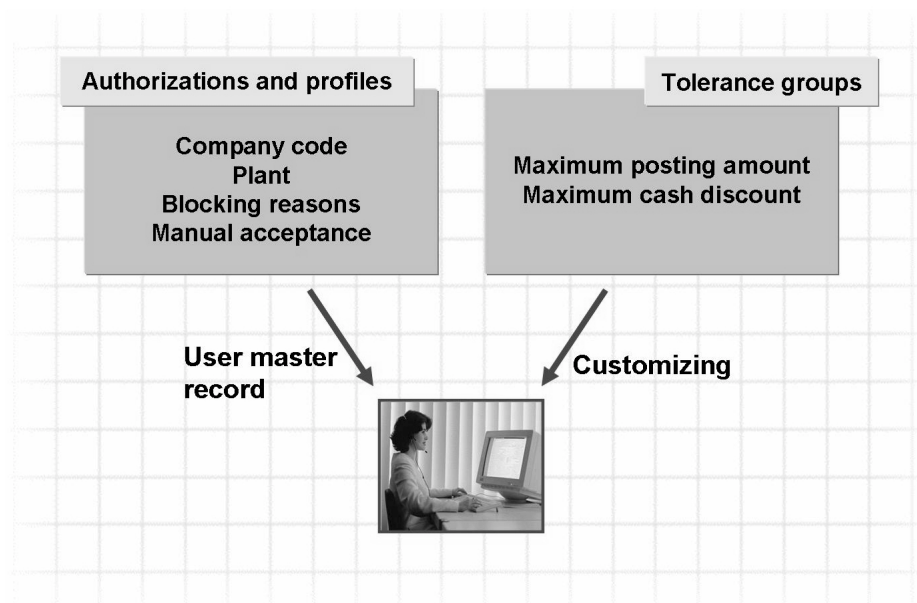 Authorizations and profiles
Company code
Plant
Blocking reasons
Manual acceptance
Tolerance groups
Maximum posting amount
Maximum cash discount
User master
record
Customizing